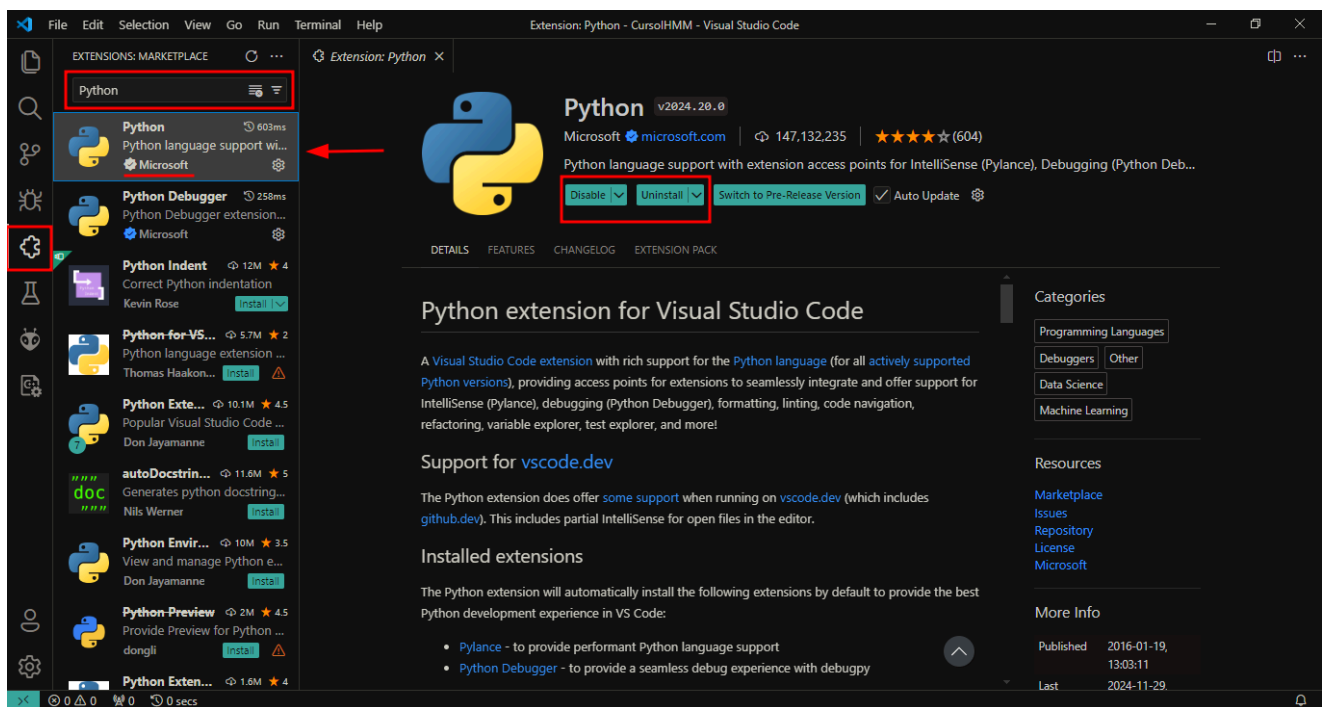 File Edit Selection View Go Run Terminal Help
Extension: Python - CursoIHMM - Visual Studio Code
EXTENSIONS: MARKETPLACE
Python
Python 603ms
Python language support wi...
Microsoft
Python Debugger 258ms
Python Debugger extension...
Microsoft
Python Indent 12M ★ 4
Correct Python indentation
Kevin Rose Install
Python for VS... 5.7M ★ 2
Python language extension ...
Thomas Haakon... Install
Python Exte... 10.1M ★ 4.5
Popular Visual Studio Code ...
7
Don Jayamanne Install
autoDocstrin... 11.6M ★ 5
""" doc """
Generates python docstring...
Nils Werner Install
Python Envir... 10M ★ 3.5
View and manage Python e...
Don Jayamanne Install
Python Preview 2M ★ 4.5
Provide Preview for Python ...
dongli Install
Python Exten... 1.6M ★ 4
Extension: Python
Python v2024.20.0
Microsoft microsoft.com 147,132,235 ★★★★☆(604)
Python language support with extension access points for IntelliSense (Pylance), Debugging (Python Deb...
Disable Uninstall Switch to Pre-Release Version Auto Update
DETAILS FEATURES CHANGELOG EXTENSION PACK
Python extension for Visual Studio Code
A Visual Studio Code extension with rich support for the Python language (for all actively supported
Python versions), providing access points for extensions to seamlessly integrate and offer support for
IntelliSense (Pylance), debugging (Python Debugger), formatting, linting, code navigation,
refactoring, variable explorer, test explorer, and more!
Support for vscode.dev
The Python extension does offer some support when running on vscode.dev (which includes
github.dev). This includes partial IntelliSense for open files in the editor.
Installed extensions
The Python extension will automatically install the following extensions by default to provide the best
Python development experience in VS Code:
• Pylance - to provide performant Python language support
• Python Debugger - to provide a seamless debug experience with debugpy
Categories
Programming Languages
Debuggers Other
Data Science
Machine Learning
Resources
Marketplace
Issues
Repository
License
Microsoft
More Info
Published 2016-01-19,
13:03:11
Last 2024-11-29,
0 0 0 0 secs